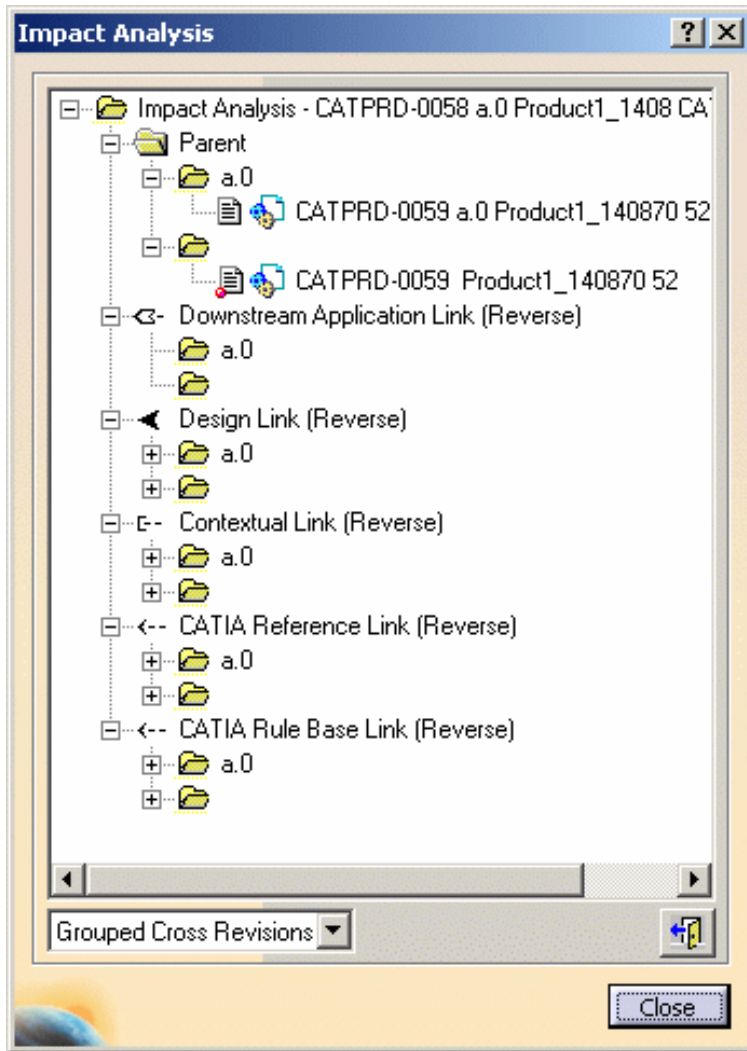 Impact Analysis
Impact Analysis - CATPRD-0058 a.0 Product1_1408 CA
Parent
a.0
CATPRD-0059 a.0 Product1_140870 52
CATPRD-0059 Product1_140870 52
Downstream Application Link (Reverse)
a.0
Design Link (Reverse)
a.0
Contextual Link (Reverse)
a.0
CATIA Reference Link (Reverse)
a.0
CATIA Rule Base Link (Reverse)
a.0
Grouped Cross Revisions
Close